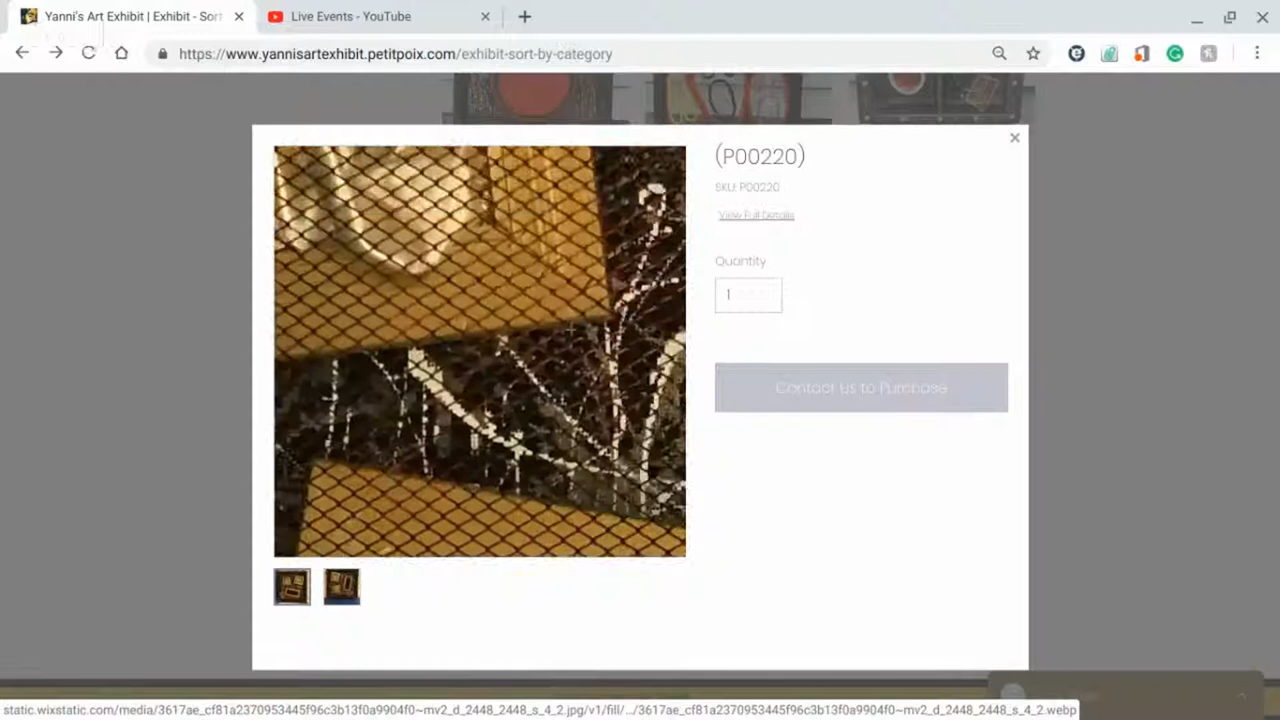 Yanni's Art Exhibit | Exhibit - Sort
Live Events - YouTube
https://www.yannisartexhibit.petitpoix.com/exhibit-sort-by-category
(P00220)
SKU: P00220
View Full Details
Quantity
1
Contact Us to Purchase
static.wixstatic.com/media/3617ae_cf81a2370953445f96c3b13f0a9904f0~mv2_d_2448_2448_s_4_2.jpg/v1/fill/.../3617ae_cf81a2370953445f96c3b13f0a9904f0~mv2_d_2448_2448_s_4_2.webp